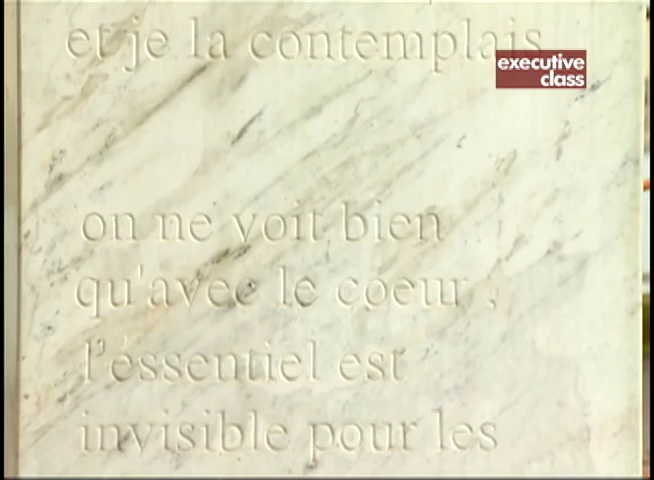 et je la contemplais
executive
class
on ne voit bien
qu'avec le coeur ,
l'éssentiel est
invisible pour les